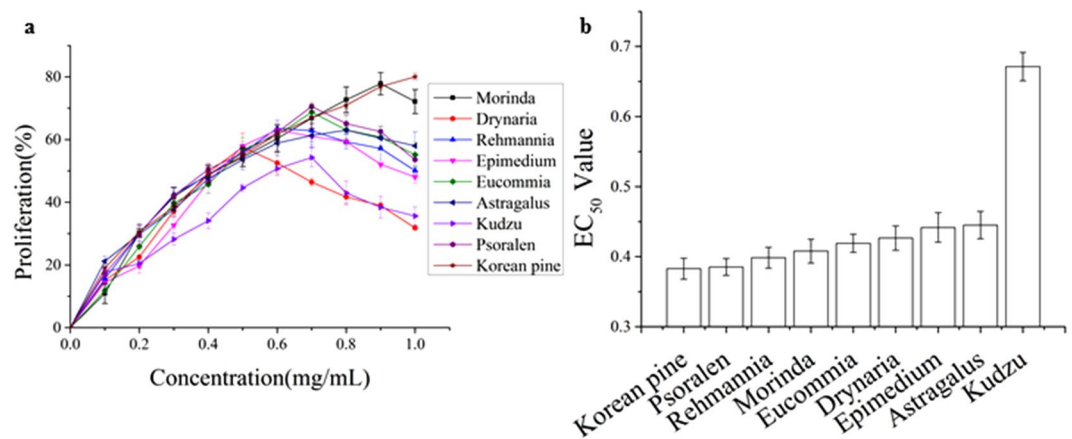 a
Proliferation(%)
80
60
40
20
0
0.0 0.2 0.4 0.6 0.8 1.0
Concentration(mg/mL)
Morinda
Drynaria
Rehmannia
Epimedium
Eucommia
Astragalus
Kudzu
Psoralen
Korean pine
b
EC50 Value
0.7
0.6
0.5
0.4
0.3
Korean pine
Psoralen
Rehmannia
Morinda
Eucommia
Drynaria
Epimedium
Astragalus
Kudzu